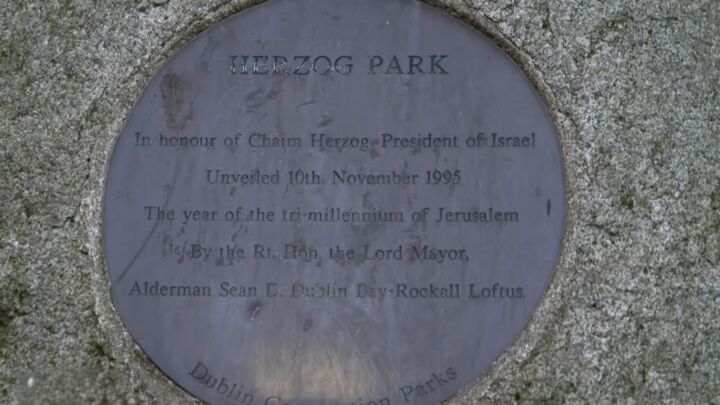 HERZOG PARK
In honour of Chaim Herzog President of Israel
Unveiled 10th. November 1995
The year of the tri-millennium of Jerusalem
By the Rt. Hon. the Lord Mayor,
Alderman Sean D. Dublin Bay-Rockall Loftus.
Dublin Parks